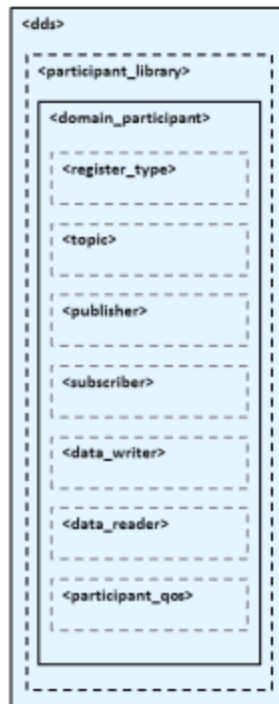 <dds>
<participant_library>
<domain_participant>
<register_type>
<topic>
<publisher>
<subscriber>
<data_writer>
<data_reader>
<participant_qos>